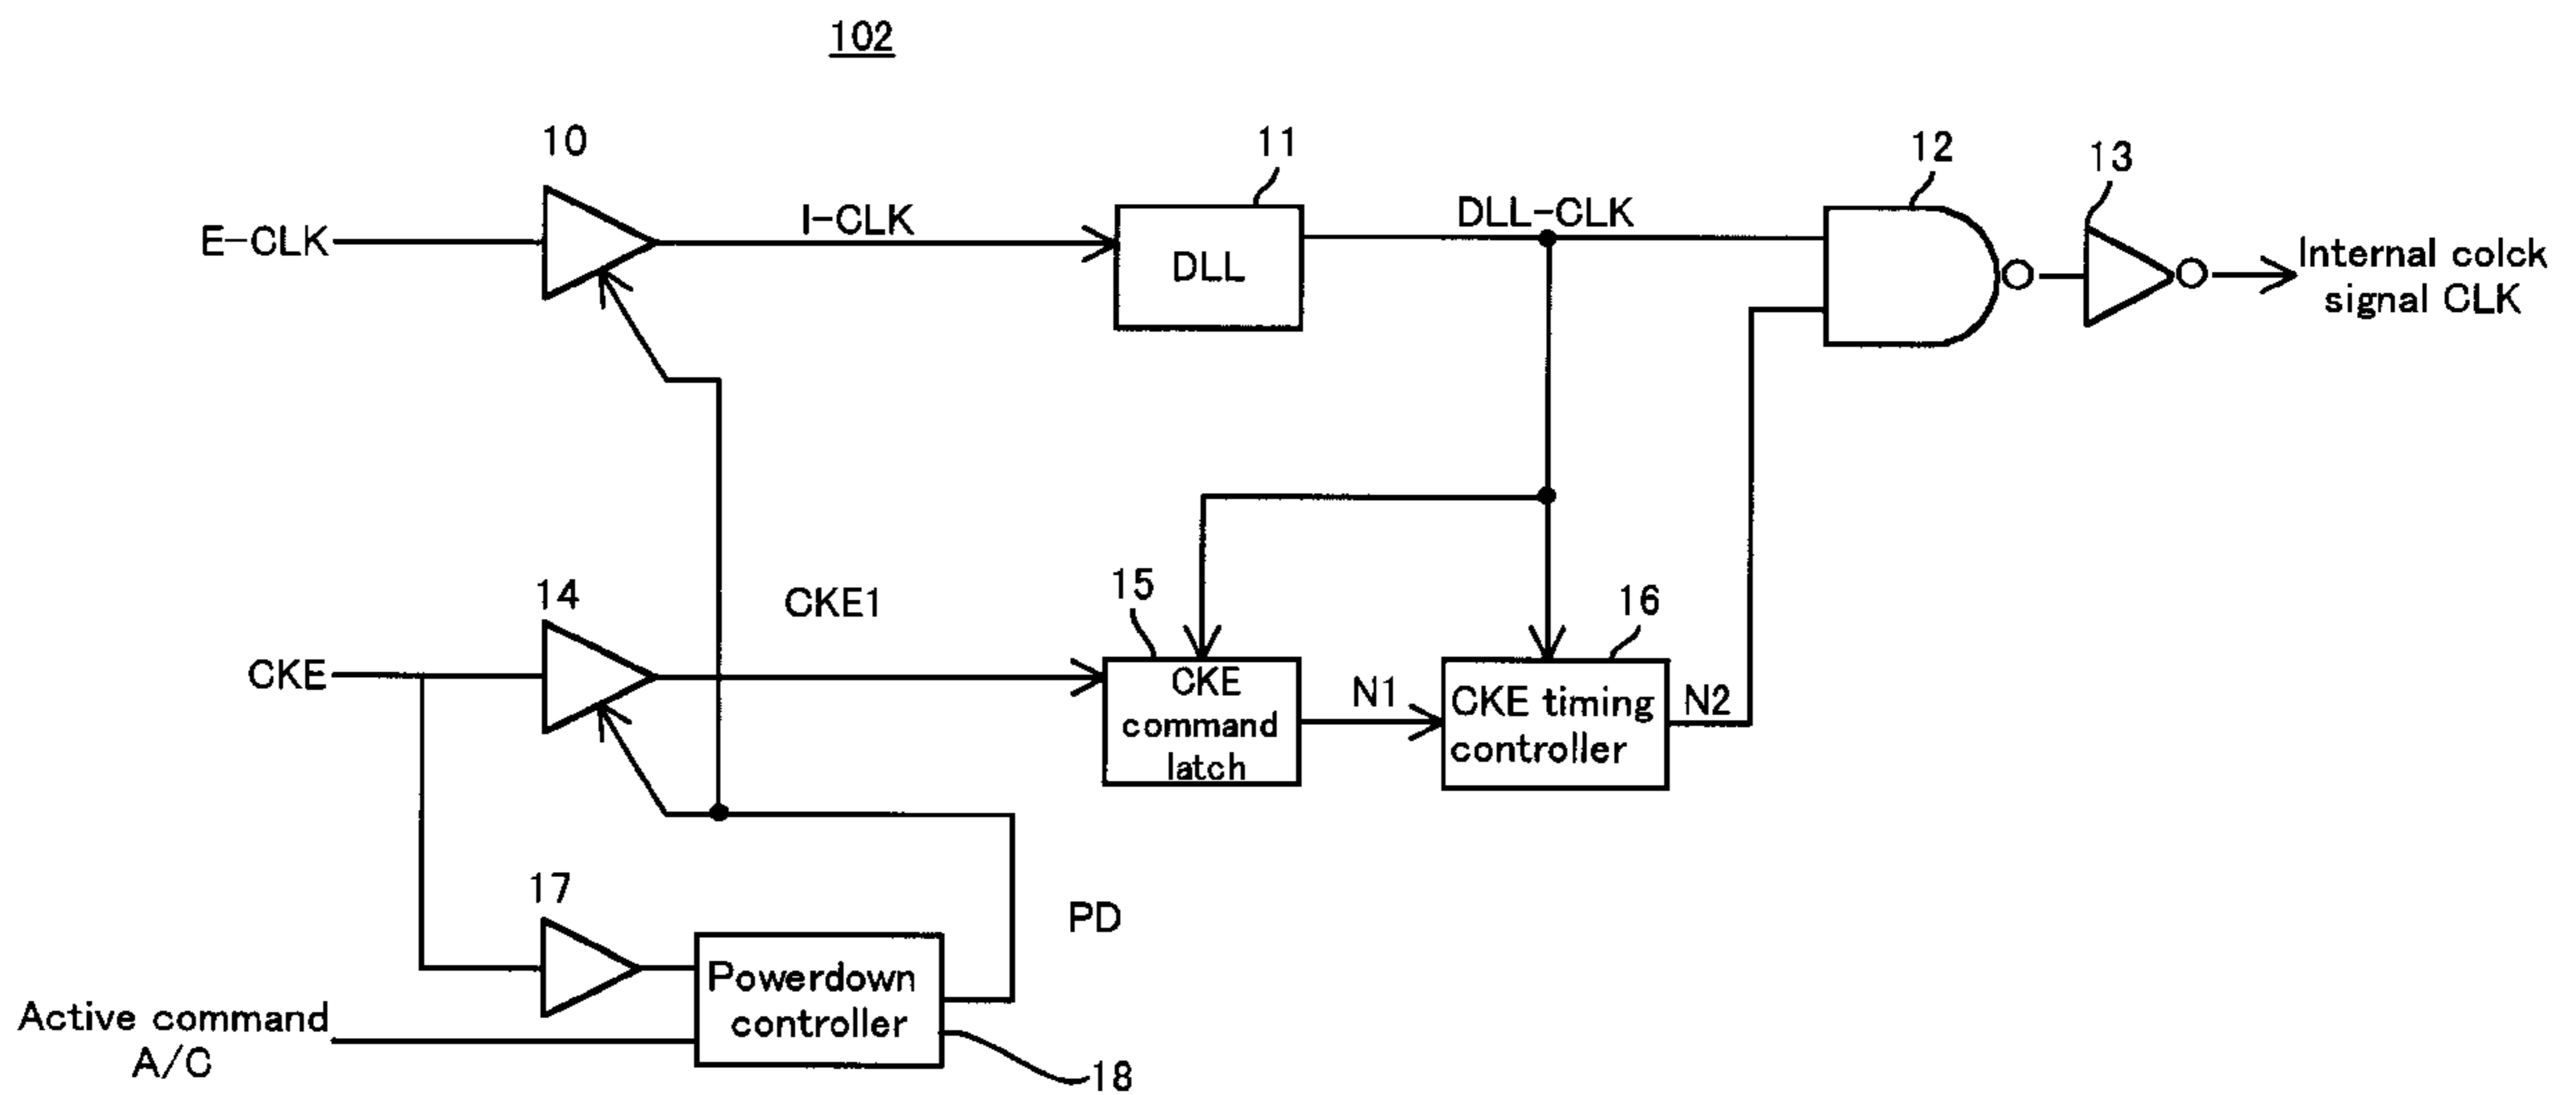 102
10
11
12
13
E-CLK
I-CLK
DLL
DLL-CLK
Internal colck
signal CLK
14
CKE
CKE1
15
CKE
command
latch
N1
16
CKE timing
controller
N2
17
PD
Powerdown
controller
Active command
A/C
18